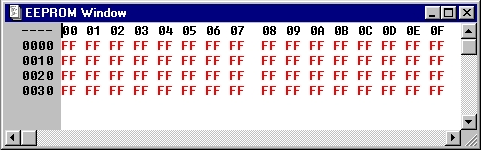 EEPROM Window
---- 00 01 02 03 04 05 06 07 08 09 0A 0B 0C 0D 0E 0F
0000 FF FF FF FF FF FF FF FF FF FF FF FF FF FF FF FF
0010 FF FF FF FF FF FF FF FF FF FF FF FF FF FF FF FF
0020 FF FF FF FF FF FF FF FF FF FF FF FF FF FF FF FF
0030 FF FF FF FF FF FF FF FF FF FF FF FF FF FF FF FF